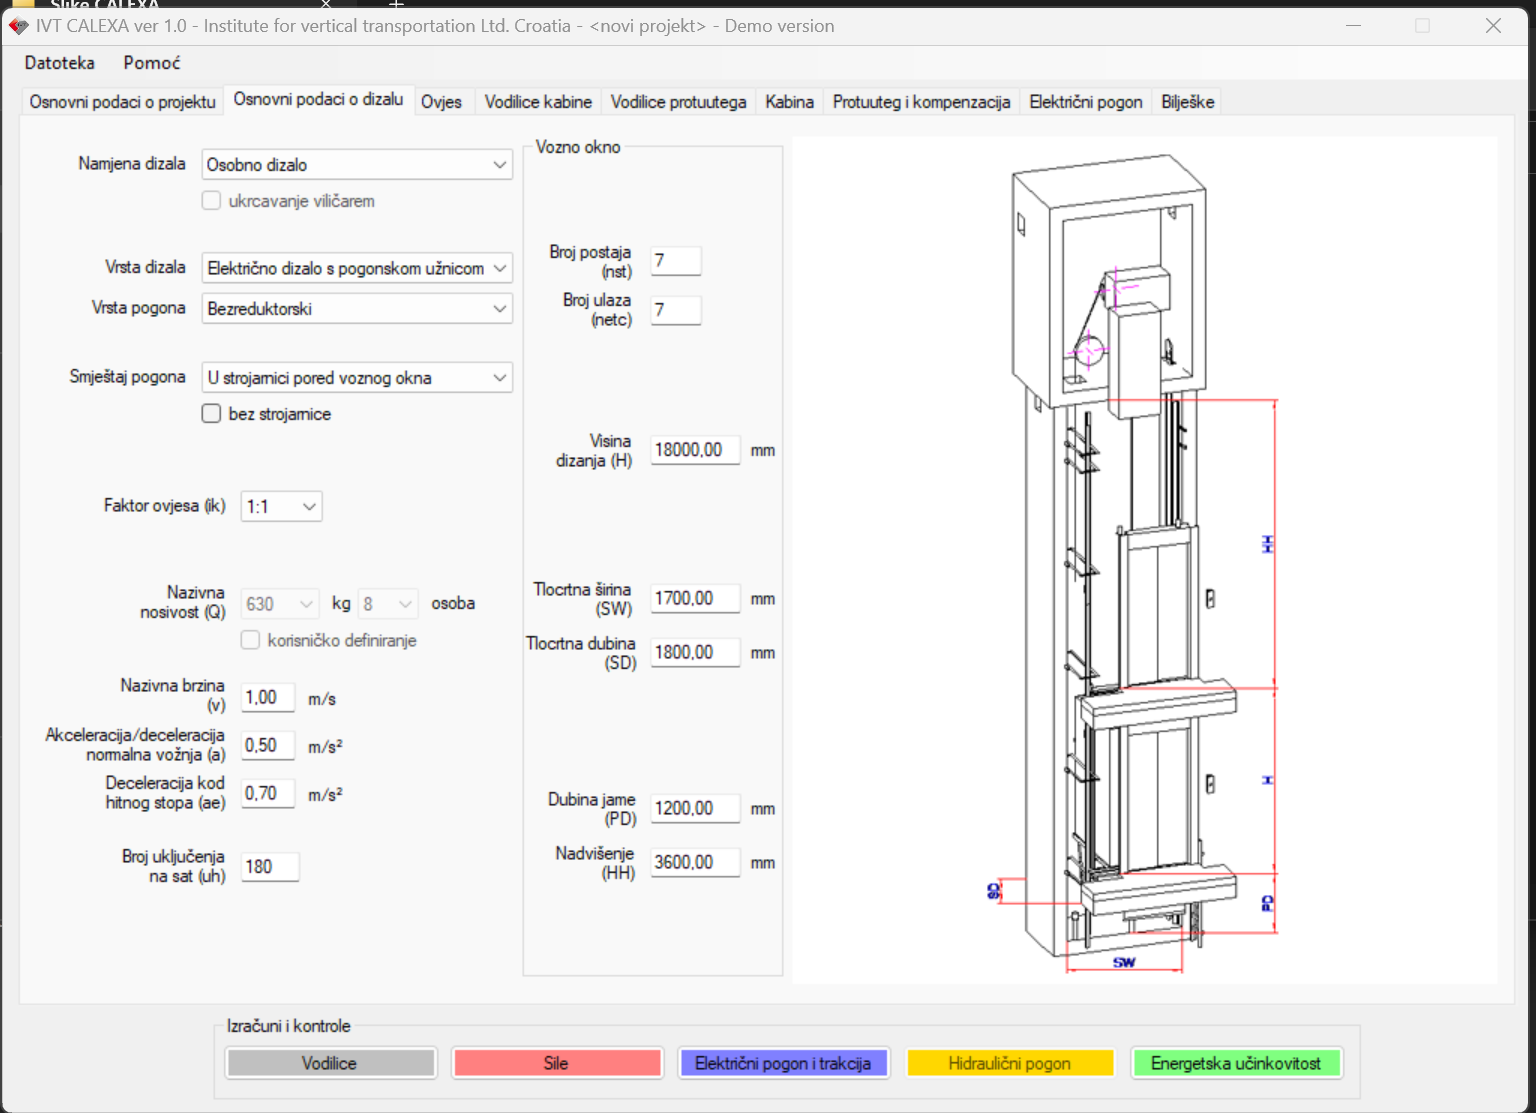 Slike CALEXA
IVT CALEXA ver 1.0 - Institute for vertical transportation Ltd. Croatia - <novi projekt> - Demo version
Datoteka Pomoć
Osnovni podaci o projektu Osnovni podaci o dizalu Ovjes Vodilice kabine Vodilice protuutega Kabina Protuuteg i kompenzacija Električni pogon Bilješke
Namjena dizala Osobno dizalo
ukrcavanje viličarem
Vrsta dizala Električno dizalo s pogonskom užnicom
Vrsta pogona Bezreduktorski
Smještaj pogona U strojarnici pored voznog okna
bez strojarnice
Faktor ovjesa (ik) 1:1
Nazivna
nosivost (Q) 630 kg 8 osoba
korisničko definiranje
Nazivna brzina
(v) 1,00 m/s
Akceleracija/deceleracija
normalna vožnja (a) 0,50 m/s²
Deceleracija kod
hitnog stopa (ae) 0,70 m/s²
Broj uključenja
na sat (uh) 180
Vozno okno
Broj postaja
(nst) 7
Broj ulaza
(netc) 7
Visina
dizanja (H) 18000,00 mm
Tlocrtna širina
(SW) 1700,00 mm
Tlocrtna dubina
(SD) 1800,00 mm
Dubina jame
(PD) 1200,00 mm
Nadvišenje
(HH) 3600,00 mm
HH
H
SD
PD
SW
Izračuni i kontrole
Vodilice Sile Električni pogon i trakcija Hidraulični pogon Energetska učinkovitost